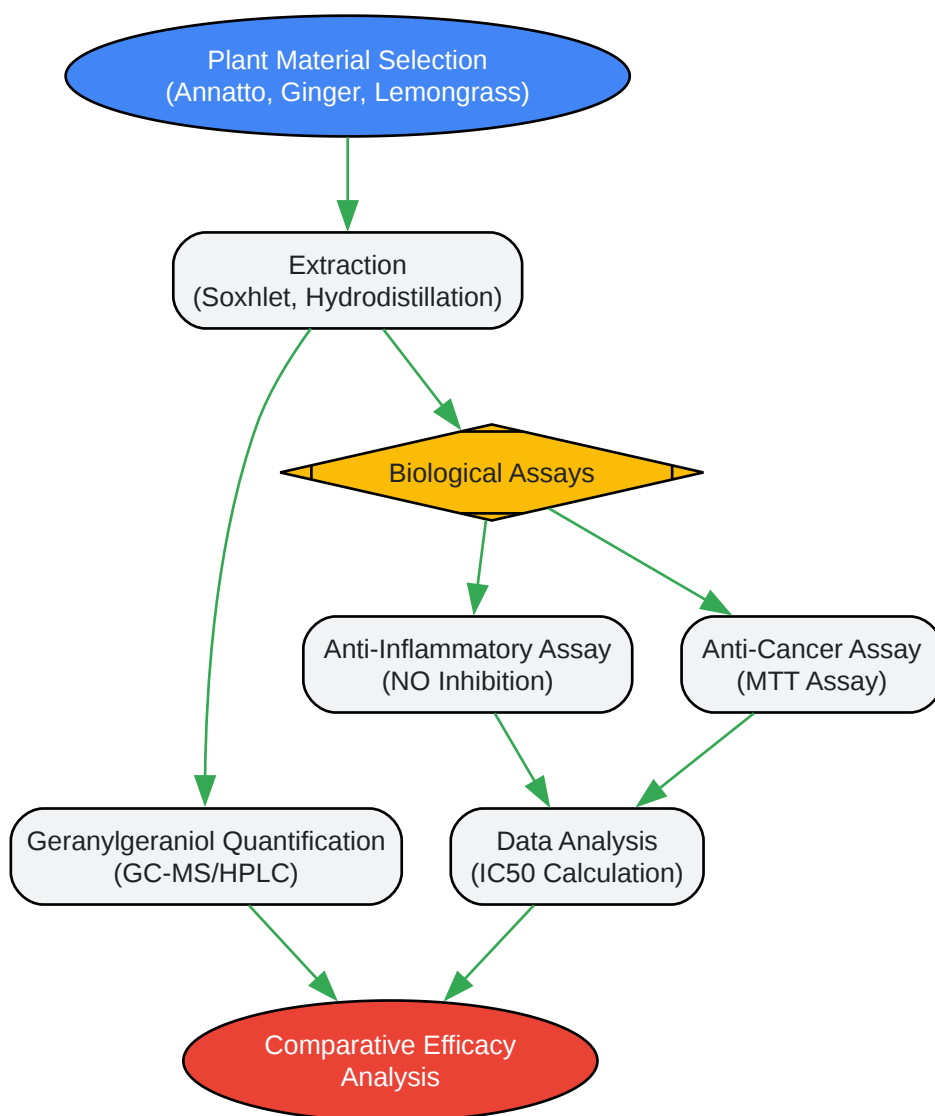 Plant Material Selection
(Annatto, Ginger, Lemongrass)
Extraction
(Soxhlet, Hydrodistillation)
Biological Assays
Anti-Inflammatory Assay
(NO Inhibition)
Anti-Cancer Assay
(MTT Assay)
Geranylgeraniol Quantification
(GC-MS/HPLC)
Data Analysis
(IC50 Calculation)
Comparative Efficacy
Analysis